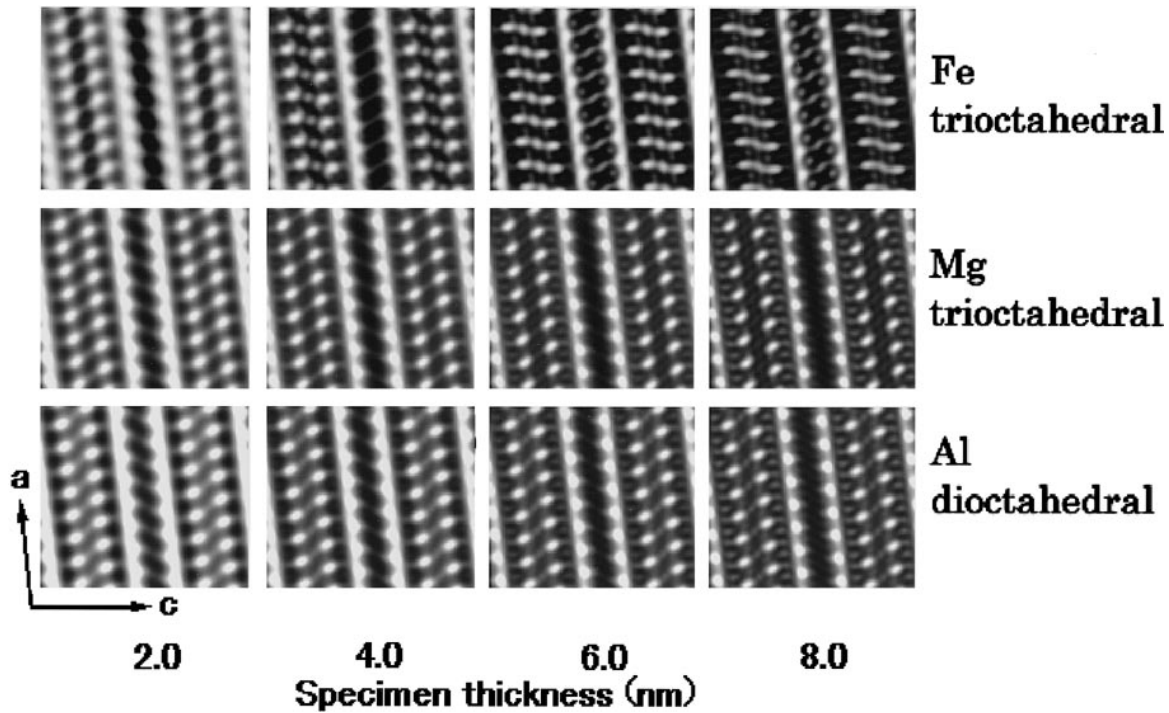 Fe
trioctahedral
Mg
trioctahedral
Al
dioctahedral
a
c
2.0 4.0 6.0 8.0
Specimen thickness (nm)